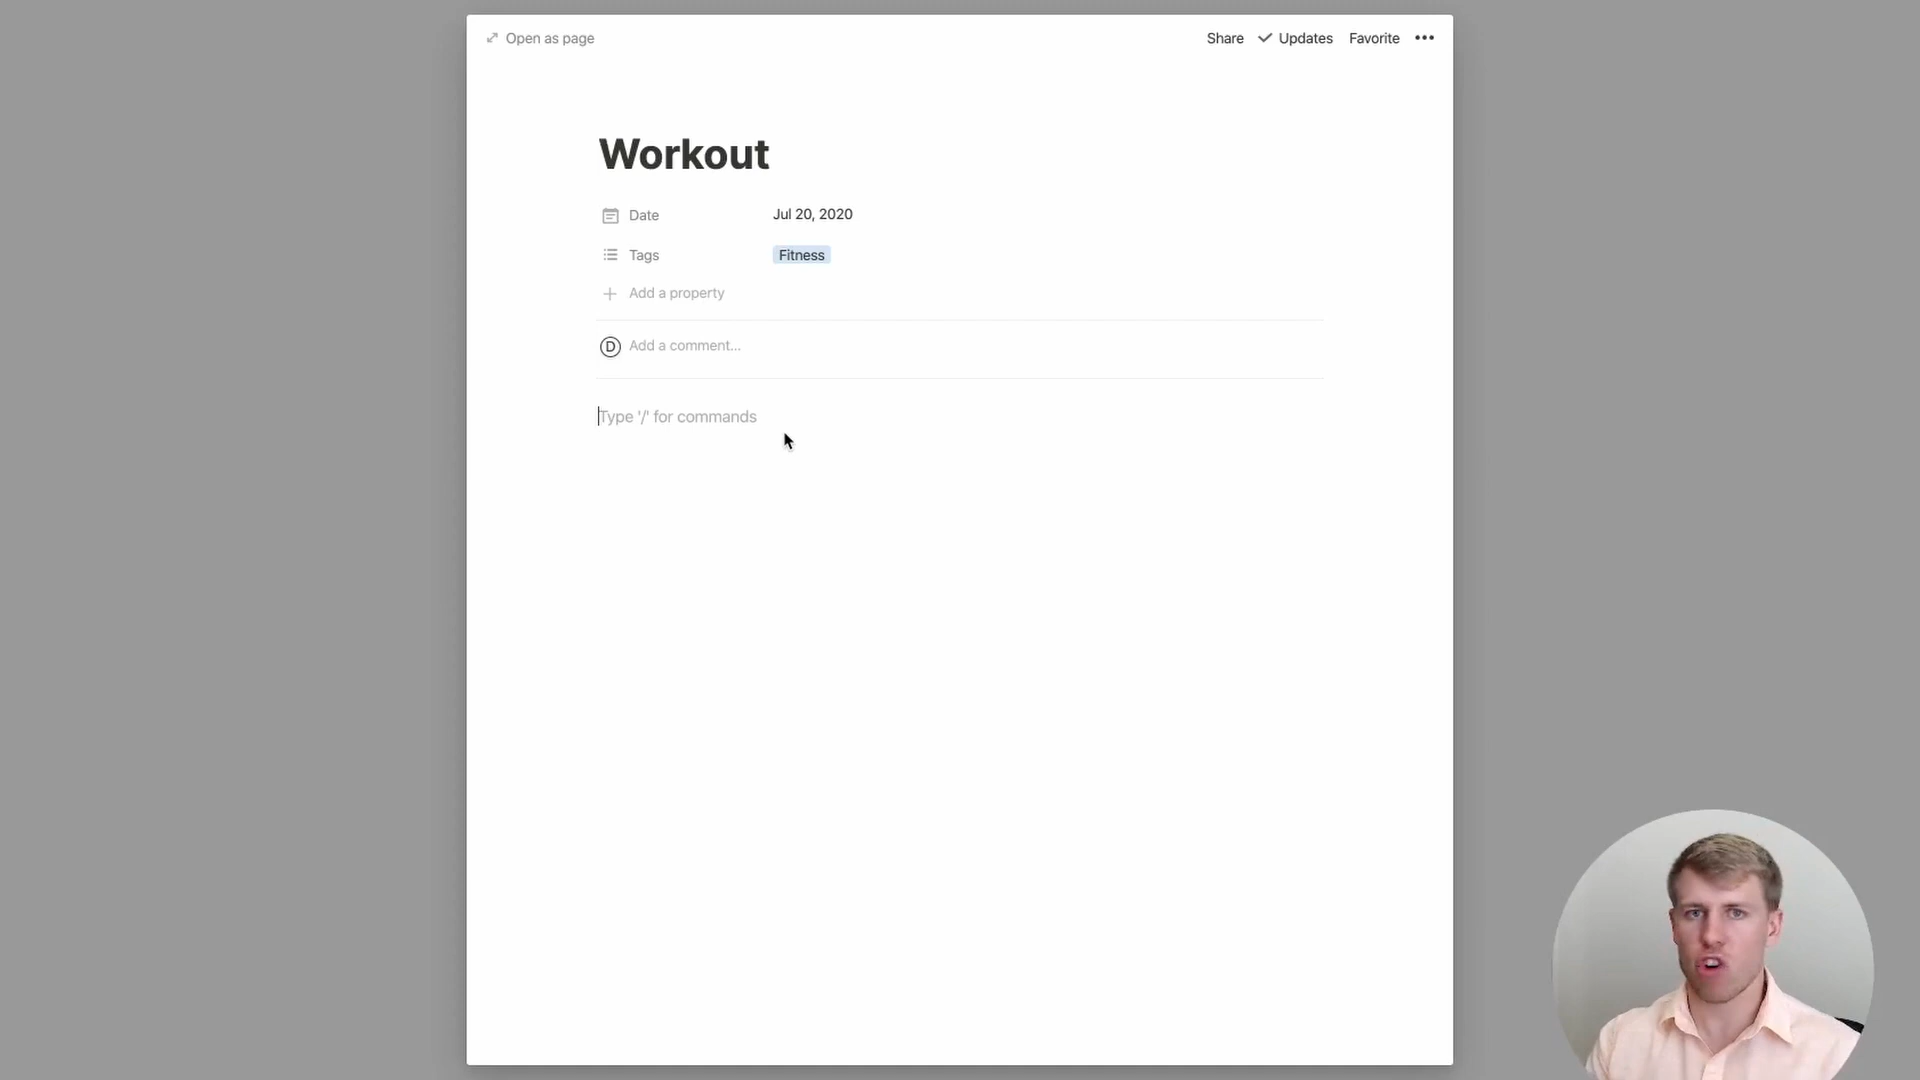 Open as page
Share Updates Favorite •••
Workout
Date Jul 20, 2020
Tags Fitness
Add a property
D Add a comment...
Type '/' for commands